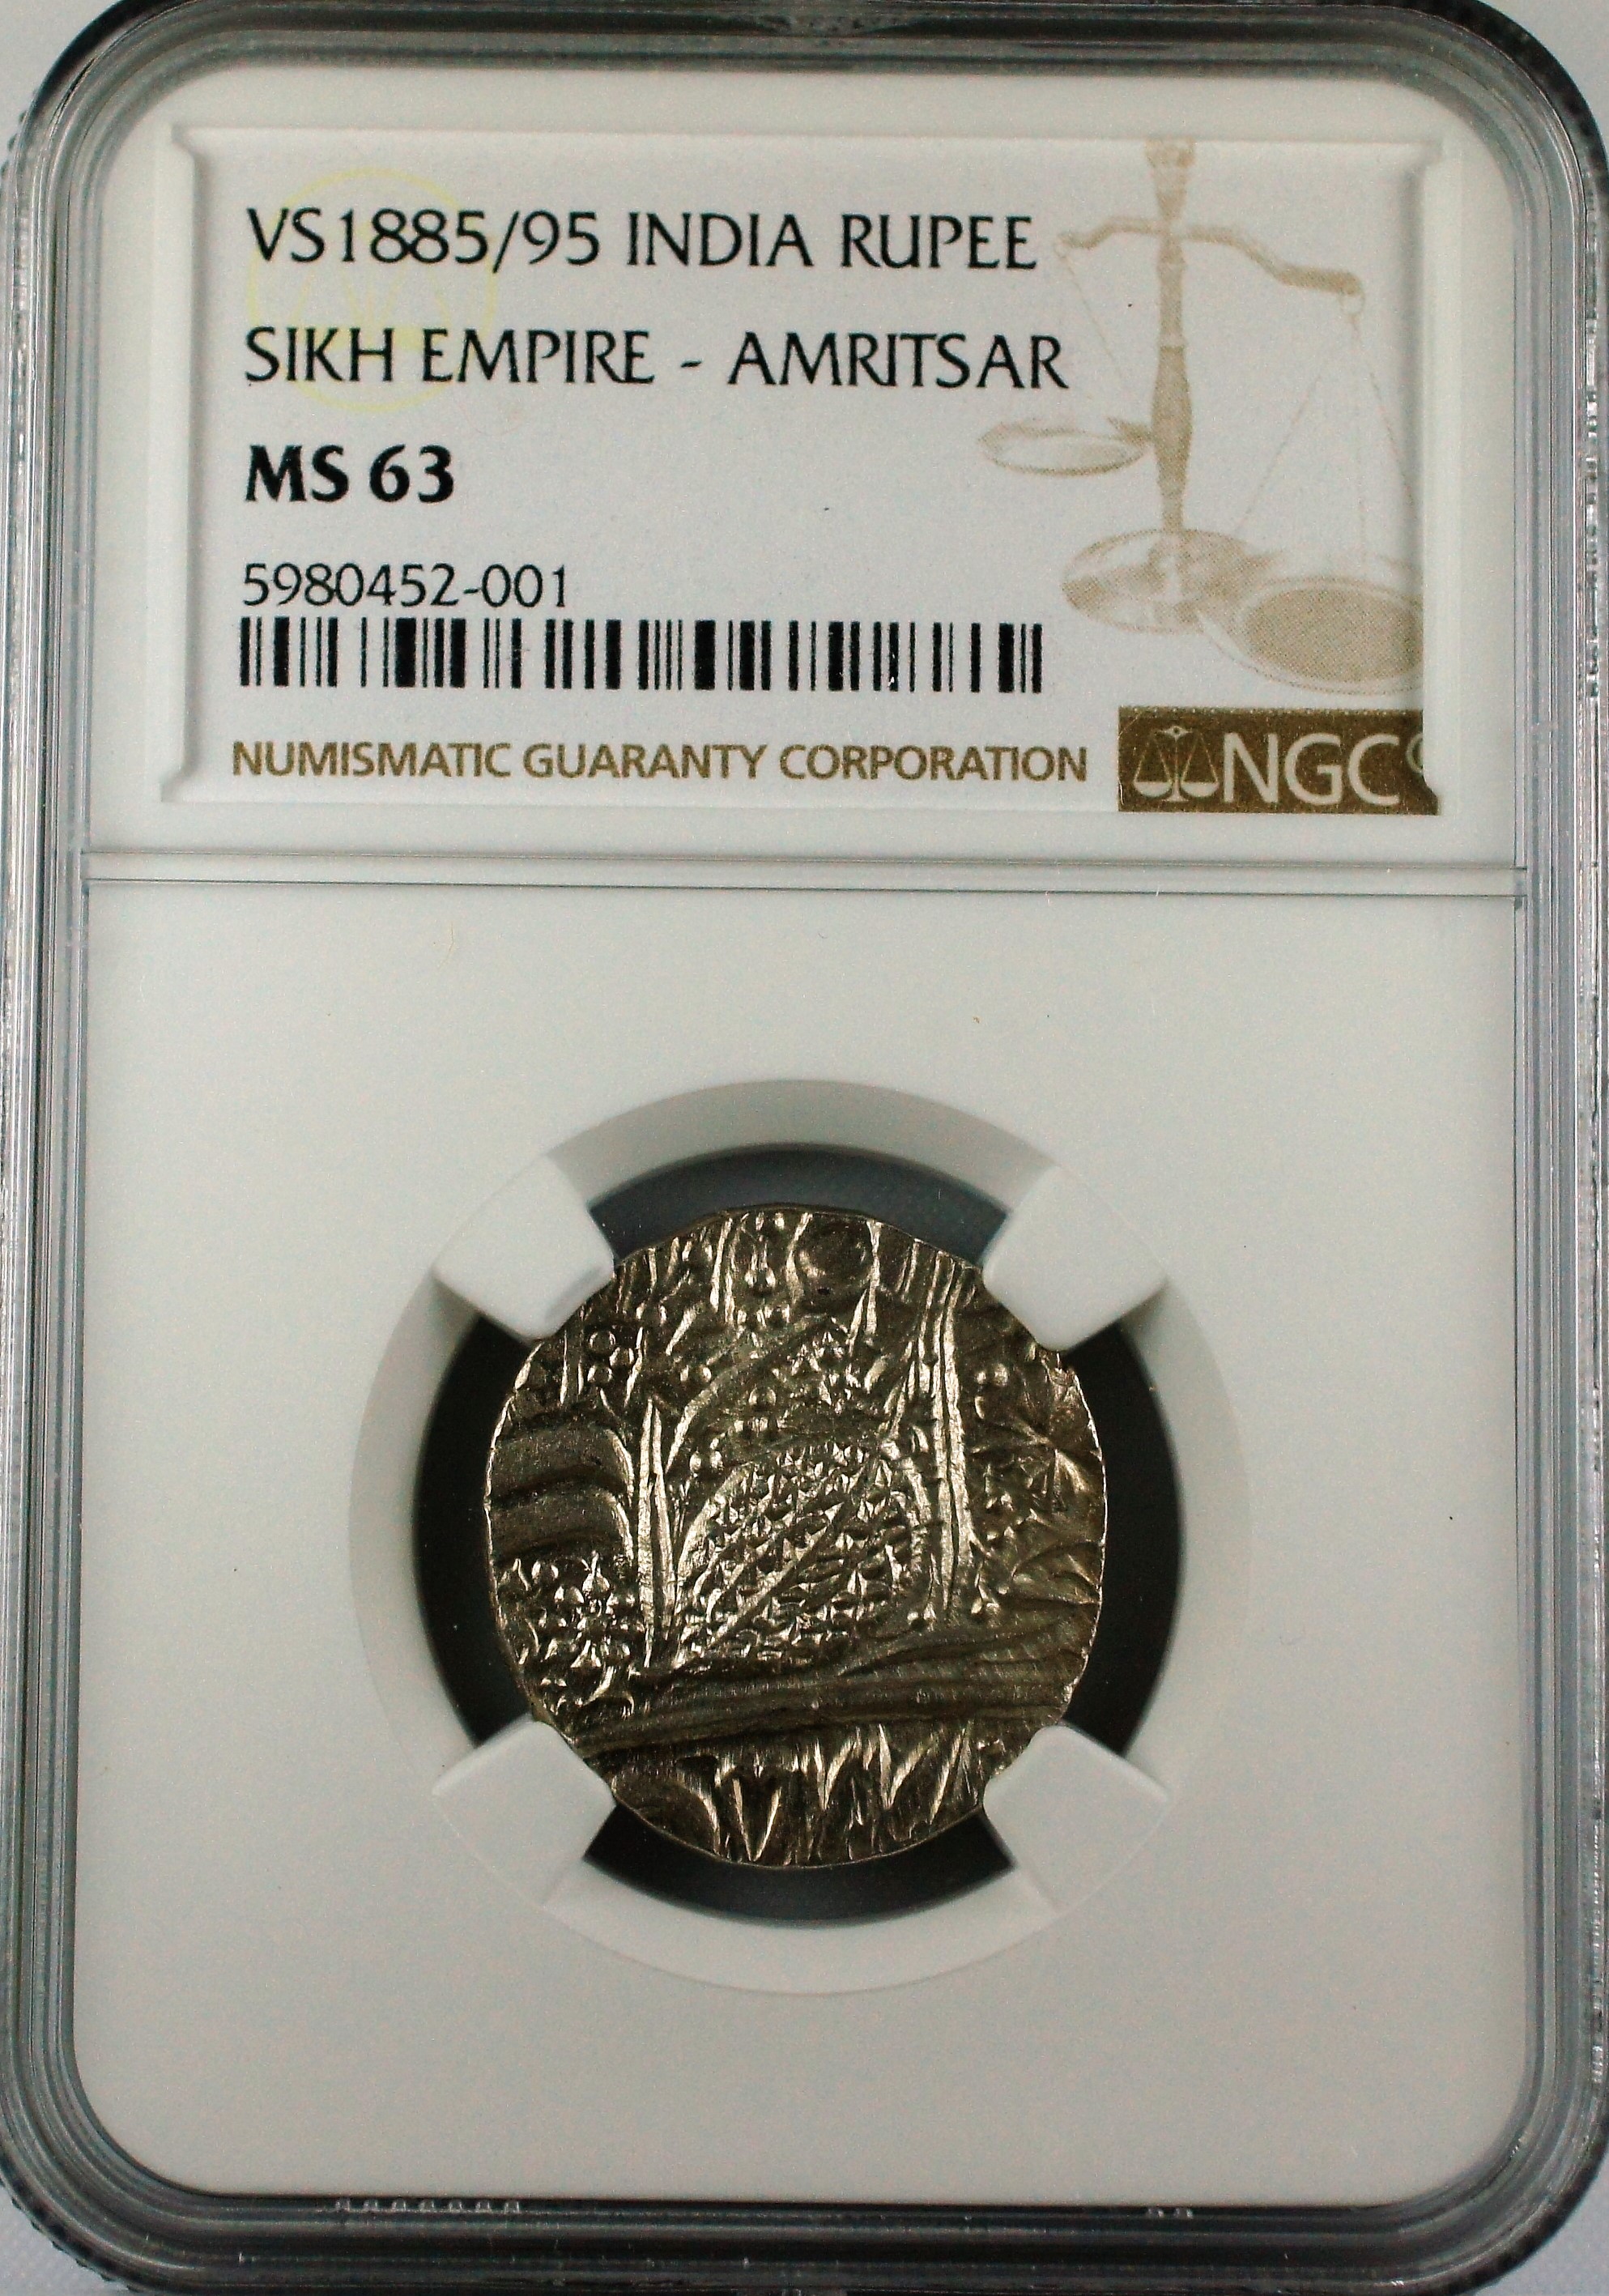 VS1885/95 INDIA RUPEE
SIKH EMPIRE - AMRITSAR
MS 63
5980452-001
NUMISMATIC GUARANTY CORPORATION
NGC